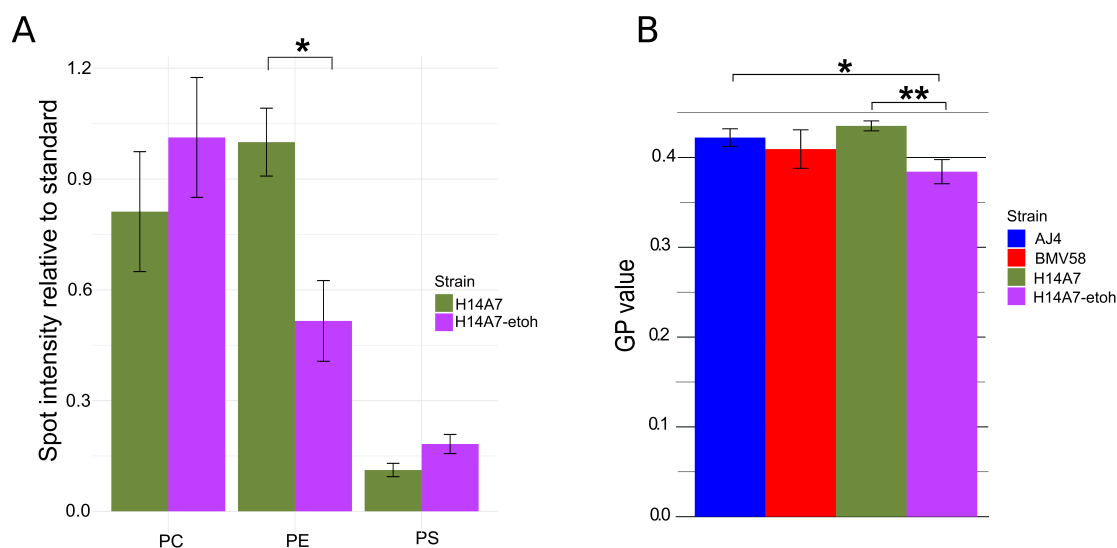 A
Spot intensity relative to standard
1.2
0.9
0.6
0.3
0.0
*
PC
PE
PS
Strain
H14A7
H14A7-etoh
B
GP value
0.4
0.3
0.2
0.1
0.0
*
**
Strain
AJ4
BMV58
H14A7
H14A7-etoh